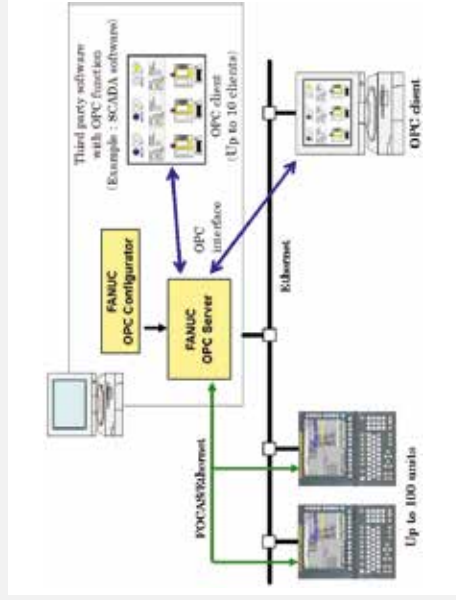 Third party software
with OPC function
(Example : SCADA software)
FANUC
OPC Configurator
OPC client
(Up to 10 clients)
OPC
interface
FANUC
OPC Server
FOCAS/Ethernet
Ethernet
OPC client
Up to 100 units